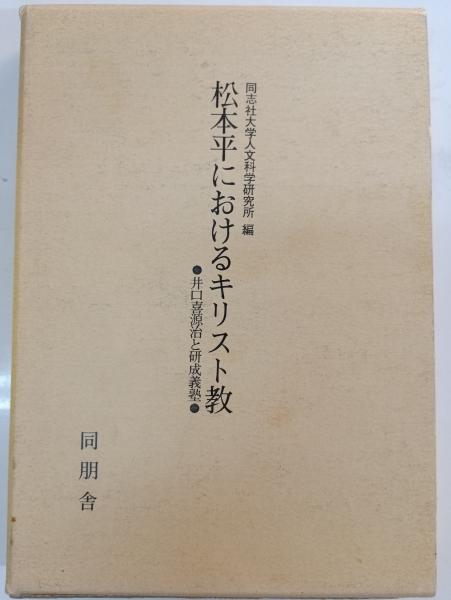 同志社大学人文科学研究所 編
松本平におけるキリスト教
●井口喜源治と研成義塾●
同朋舎